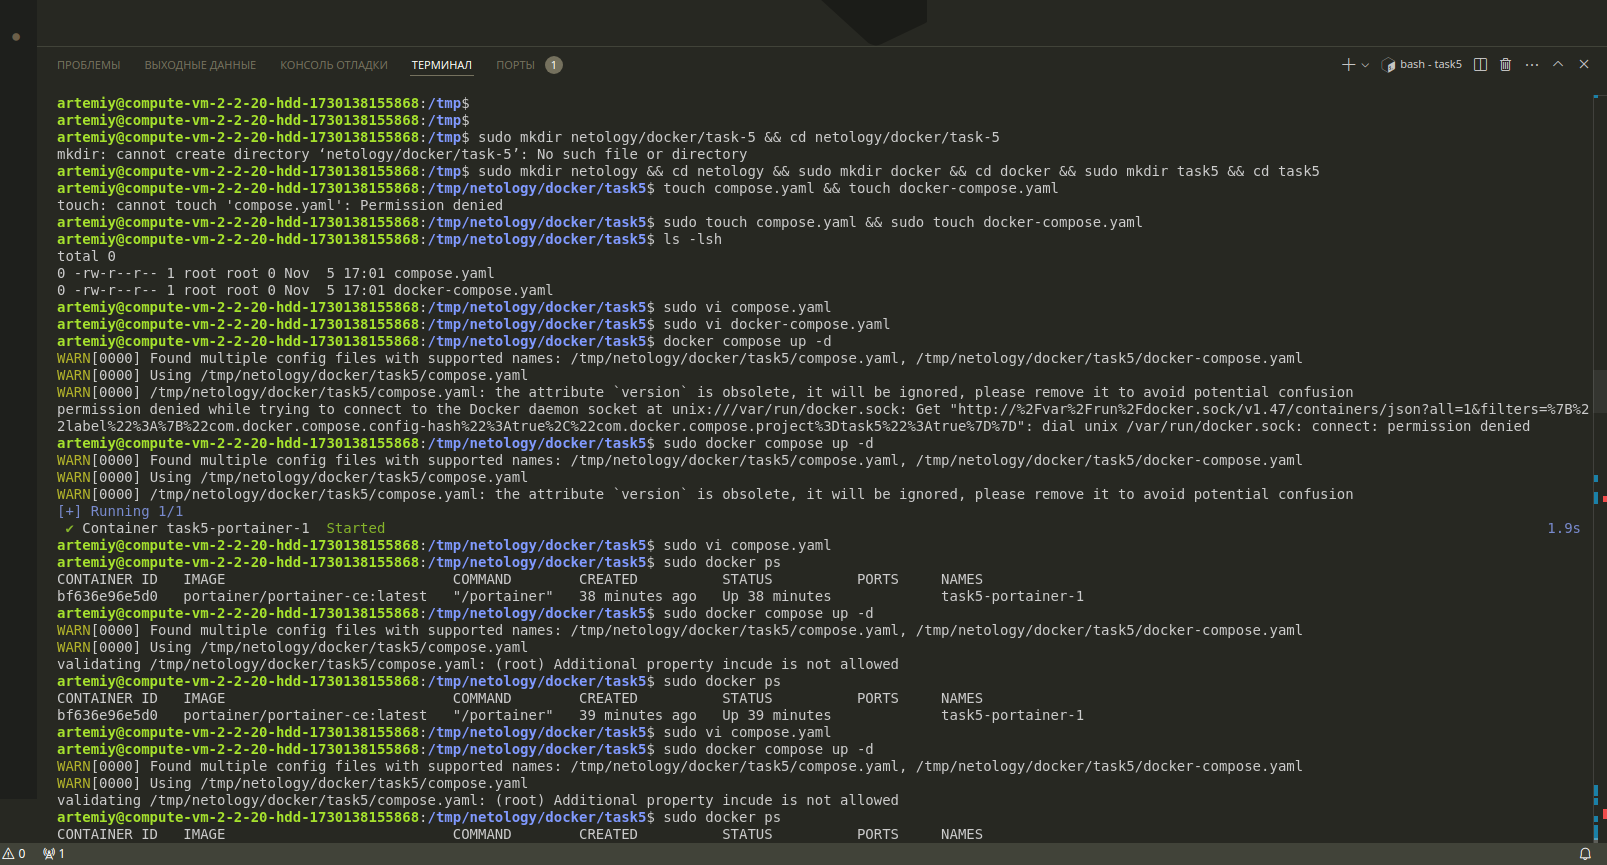 ПРОБЛЕМЫ ВЫХОДНЫЕ ДАННЫЕ КОНСОЛЬ ОТЛАДКИ ТЕРМИНАЛ ПОРТЫ 1 bash - task5
artemiy@compute-vm-2-2-20-hdd-1730138155868:/tmp$
artemiy@compute-vm-2-2-20-hdd-1730138155868:/tmp$
artemiy@compute-vm-2-2-20-hdd-1730138155868:/tmp$ sudo mkdir netology/docker/task-5 && cd netology/docker/task-5
mkdir: cannot create directory ‘netology/docker/task-5’: No such file or directory
artemiy@compute-vm-2-2-20-hdd-1730138155868:/tmp$ sudo mkdir netology && cd netology && sudo mkdir docker && cd docker && sudo mkdir task5 && cd task5
artemiy@compute-vm-2-2-20-hdd-1730138155868:/tmp/netology/docker/task5$ touch compose.yaml && touch docker-compose.yaml
touch: cannot touch 'compose.yaml': Permission denied
artemiy@compute-vm-2-2-20-hdd-1730138155868:/tmp/netology/docker/task5$ sudo touch compose.yaml && sudo touch docker-compose.yaml
artemiy@compute-vm-2-2-20-hdd-1730138155868:/tmp/netology/docker/task5$ ls -lsh
total 0
0 -rw-r--r-- 1 root root 0 Nov  5 17:01 compose.yaml
0 -rw-r--r-- 1 root root 0 Nov  5 17:01 docker-compose.yaml
artemiy@compute-vm-2-2-20-hdd-1730138155868:/tmp/netology/docker/task5$ sudo vi compose.yaml
artemiy@compute-vm-2-2-20-hdd-1730138155868:/tmp/netology/docker/task5$ sudo vi docker-compose.yaml
artemiy@compute-vm-2-2-20-hdd-1730138155868:/tmp/netology/docker/task5$ docker compose up -d
WARN[0000] Found multiple config files with supported names: /tmp/netology/docker/task5/compose.yaml, /tmp/netology/docker/task5/docker-compose.yaml
WARN[0000] Using /tmp/netology/docker/task5/compose.yaml
WARN[0000] /tmp/netology/docker/task5/compose.yaml: the attribute `version` is obsolete, it will be ignored, please remove it to avoid potential confusion
permission denied while trying to connect to the Docker daemon socket at unix:///var/run/docker.sock: Get "http://%2Fvar%2Frun%2Fdocker.sock/v1.47/containers/json?all=1&filters=%7B%2
2label%22%3A%7B%22com.docker.compose.config-hash%22%3Atrue%2C%22com.docker.compose.project%3Dtask5%22%3Atrue%7D%7D": dial unix /var/run/docker.sock: connect: permission denied
artemiy@compute-vm-2-2-20-hdd-1730138155868:/tmp/netology/docker/task5$ sudo docker compose up -d
WARN[0000] Found multiple config files with supported names: /tmp/netology/docker/task5/compose.yaml, /tmp/netology/docker/task5/docker-compose.yaml
WARN[0000] Using /tmp/netology/docker/task5/compose.yaml
WARN[0000] /tmp/netology/docker/task5/compose.yaml: the attribute `version` is obsolete, it will be ignored, please remove it to avoid potential confusion
[+] Running 1/1
✔ Container task5-portainer-1  Started 1.9s
artemiy@compute-vm-2-2-20-hdd-1730138155868:/tmp/netology/docker/task5$ sudo vi compose.yaml
artemiy@compute-vm-2-2-20-hdd-1730138155868:/tmp/netology/docker/task5$ sudo docker ps
CONTAINER ID   IMAGE   COMMAND   CREATED   STATUS   PORTS   NAMES
bf636e96e5d0   portainer/portainer-ce:latest   "/portainer"   38 minutes ago   Up 38 minutes   task5-portainer-1
artemiy@compute-vm-2-2-20-hdd-1730138155868:/tmp/netology/docker/task5$ sudo docker compose up -d
WARN[0000] Found multiple config files with supported names: /tmp/netology/docker/task5/compose.yaml, /tmp/netology/docker/task5/docker-compose.yaml
WARN[0000] Using /tmp/netology/docker/task5/compose.yaml
validating /tmp/netology/docker/task5/compose.yaml: (root) Additional property incude is not allowed
artemiy@compute-vm-2-2-20-hdd-1730138155868:/tmp/netology/docker/task5$ sudo docker ps
CONTAINER ID   IMAGE   COMMAND   CREATED   STATUS   PORTS   NAMES
bf636e96e5d0   portainer/portainer-ce:latest   "/portainer"   39 minutes ago   Up 39 minutes   task5-portainer-1
artemiy@compute-vm-2-2-20-hdd-1730138155868:/tmp/netology/docker/task5$ sudo vi compose.yaml
artemiy@compute-vm-2-2-20-hdd-1730138155868:/tmp/netology/docker/task5$ sudo docker compose up -d
WARN[0000] Found multiple config files with supported names: /tmp/netology/docker/task5/compose.yaml, /tmp/netology/docker/task5/docker-compose.yaml
WARN[0000] Using /tmp/netology/docker/task5/compose.yaml
validating /tmp/netology/docker/task5/compose.yaml: (root) Additional property incude is not allowed
artemiy@compute-vm-2-2-20-hdd-1730138155868:/tmp/netology/docker/task5$ sudo docker ps
CONTAINER ID   IMAGE   COMMAND   CREATED   STATUS   PORTS   NAMES
0 1